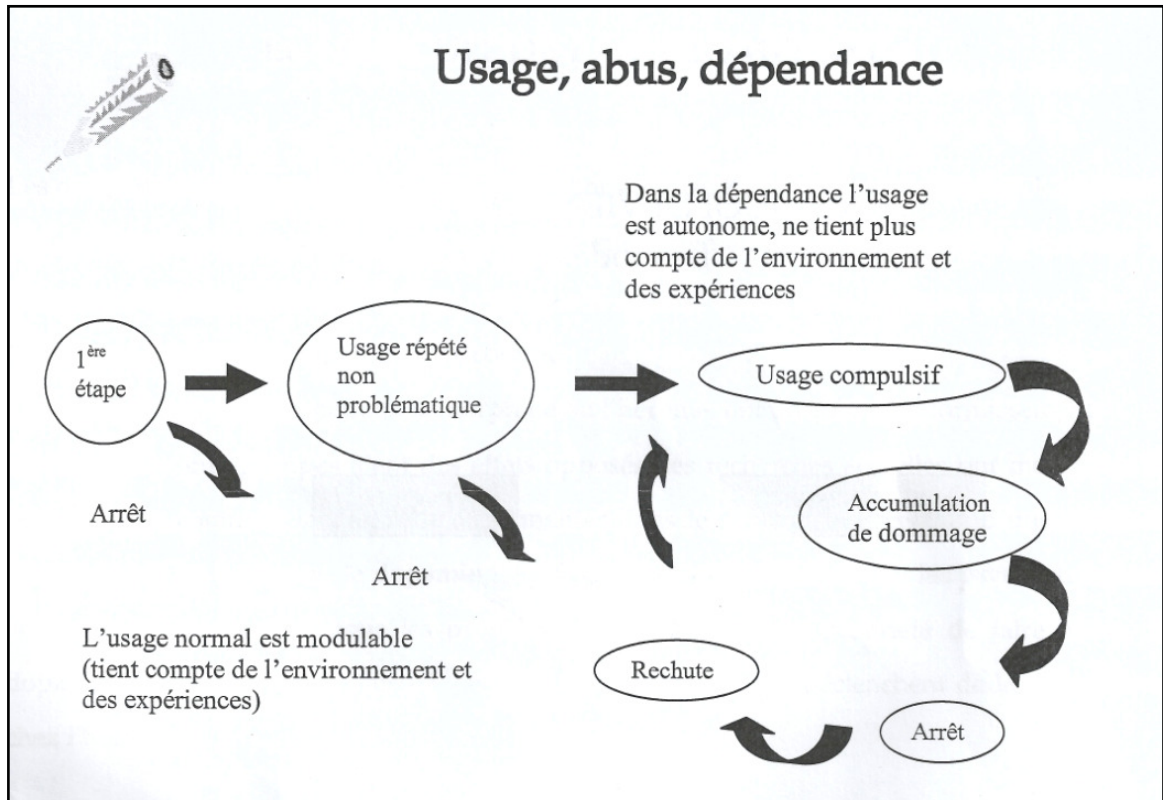 Usage, abus, dépendance
Dans la dépendance l’usage
est autonome, ne tient plus
compte de l’environnement et
des expériences
1ère
étape
Usage répété
non
problématique
Usage compulsif
Arrêt
Accumulation
de dommage
Arrêt
L’usage normal est modulable
(tient compte de l’environnement et
des expériences)
Rechute
Arrêt